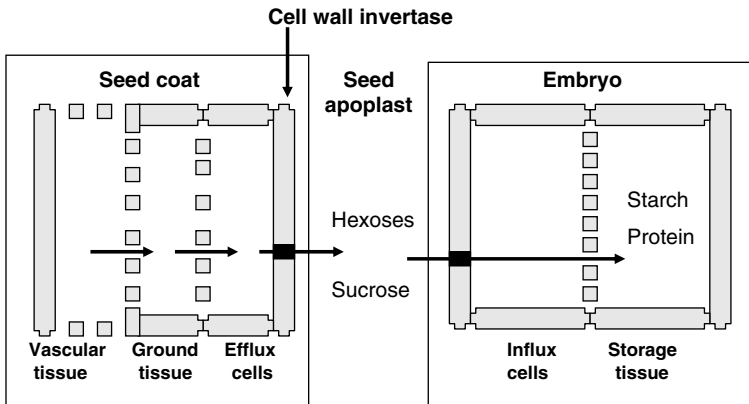 Cell wall invertase
Seed coat
Seed
apoplast
Embryo
Hexoses
Sucrose
Starch
Protein
Vascular
tissue
Ground
tissue
Efflux
cells
Influx
cells
Storage
tissue